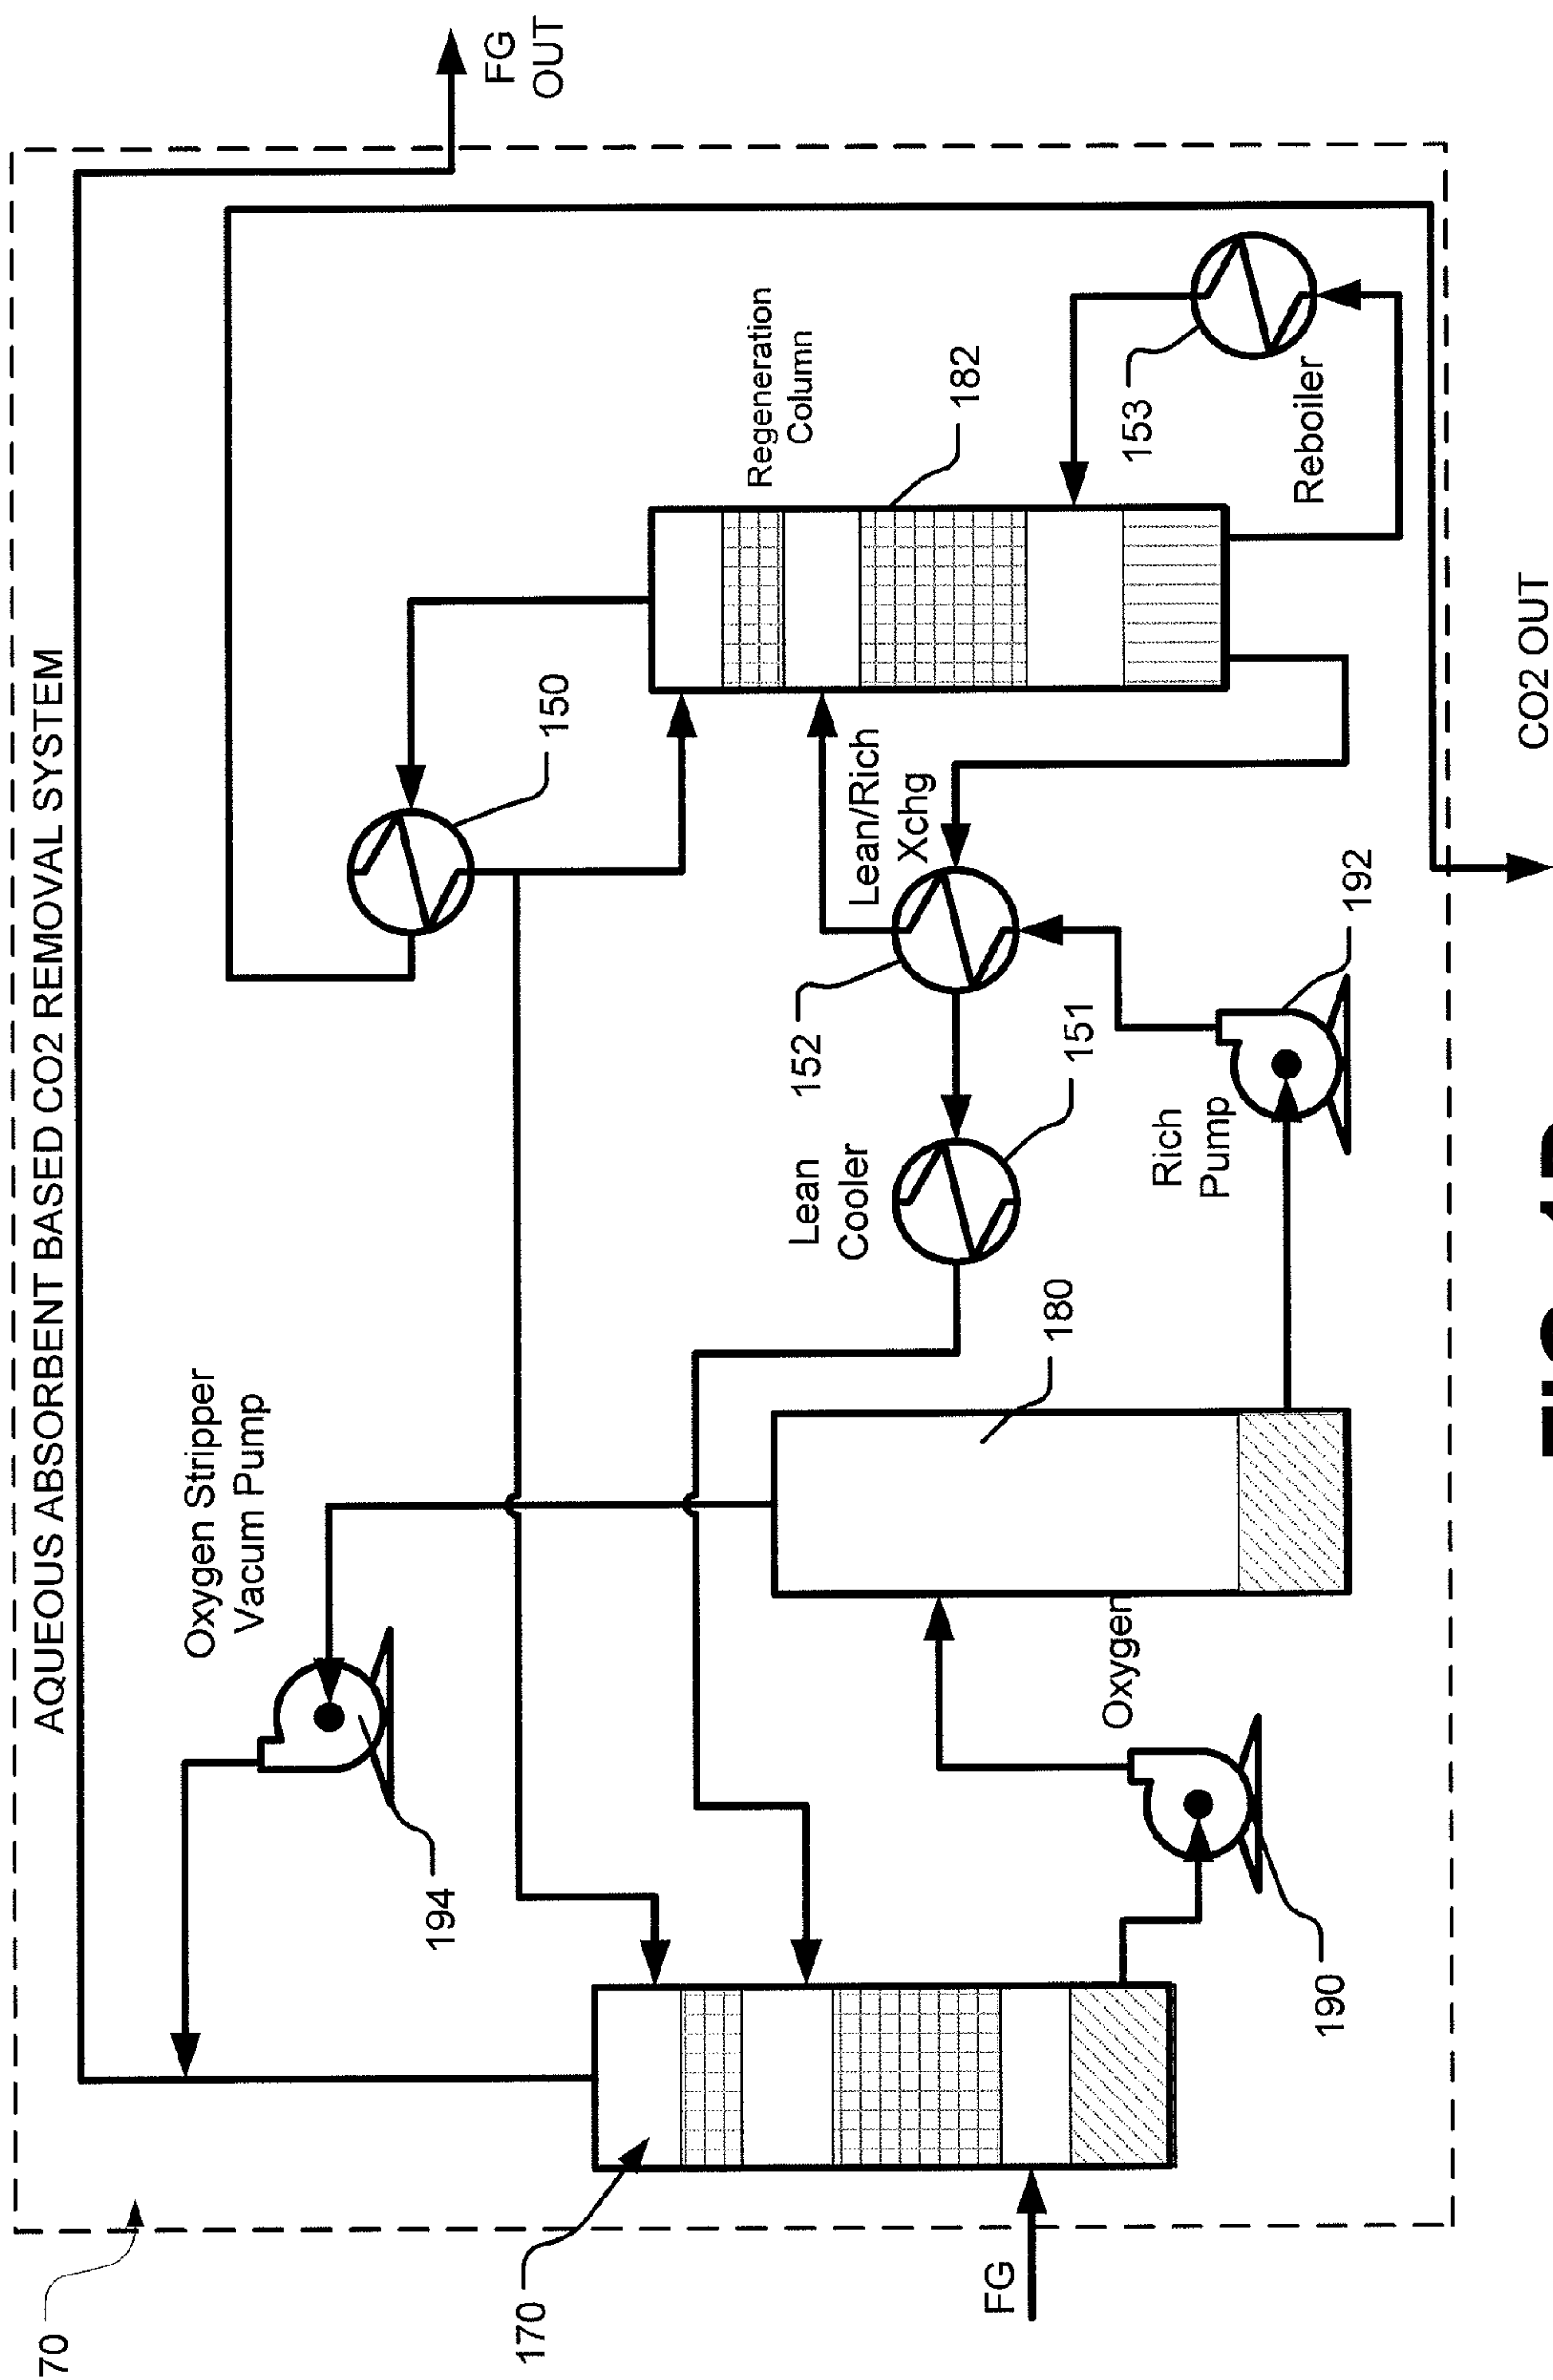 AQUEOUS ABSORBENT BASED CO2 REMOVAL SYSTEM
70
FG
OUT
Oxygen Stripper
Vacum Pump
194
150
Regeneration
Column
182
170
Lean
Cooler
Lean/Rich
Xchg
152
151
180
153
Reboiler
Oxygen
Rich
Pump
192
190
FG
CO2 OUT